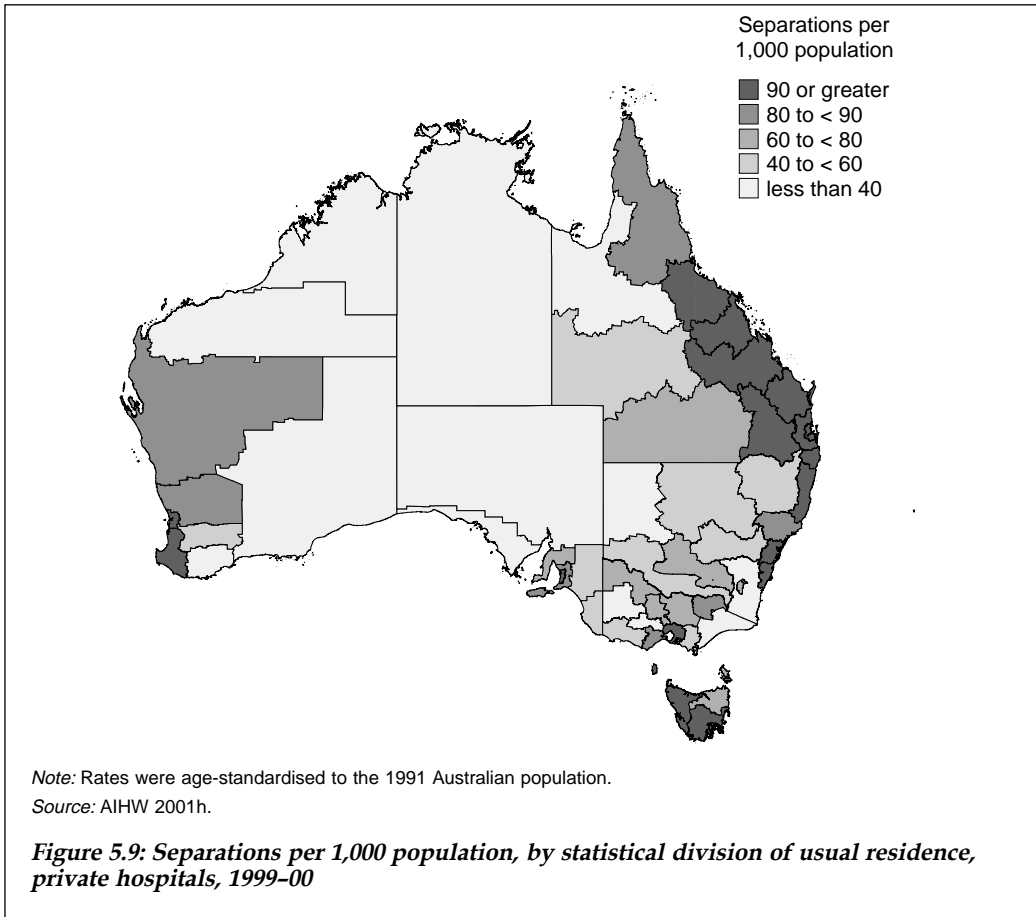 Separations per
1,000 population
90 or greater
80 to < 90
60 to < 80
40 to < 60
less than 40
Note: Rates were age-standardised to the 1991 Australian population.
Source: AIHW 2001h.
Figure 5.9: Separations per 1,000 population, by statistical division of usual residence,
private hospitals, 1999–00